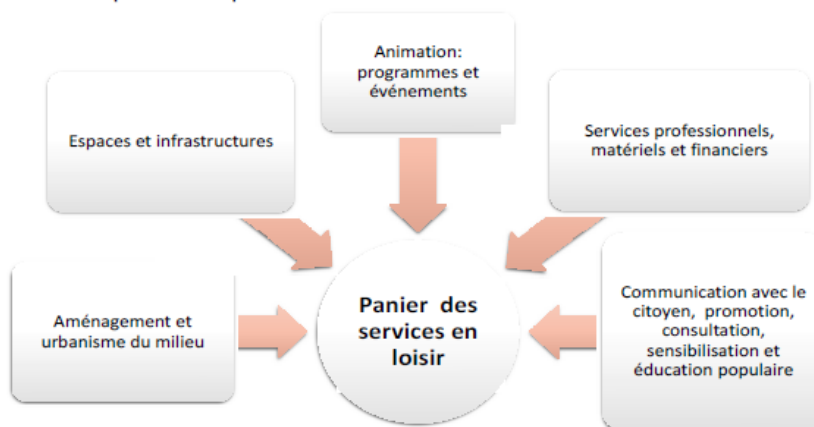 Animation:
programmes et
événements
Espaces et infrastructures
Services professionnels,
matériels et financiers
Aménagement et
urbanisme du milieu
Panier des
services en
loisir
Communication avec le
citoyen, promotion,
consultation,
sensibilisation et
éducation populaire